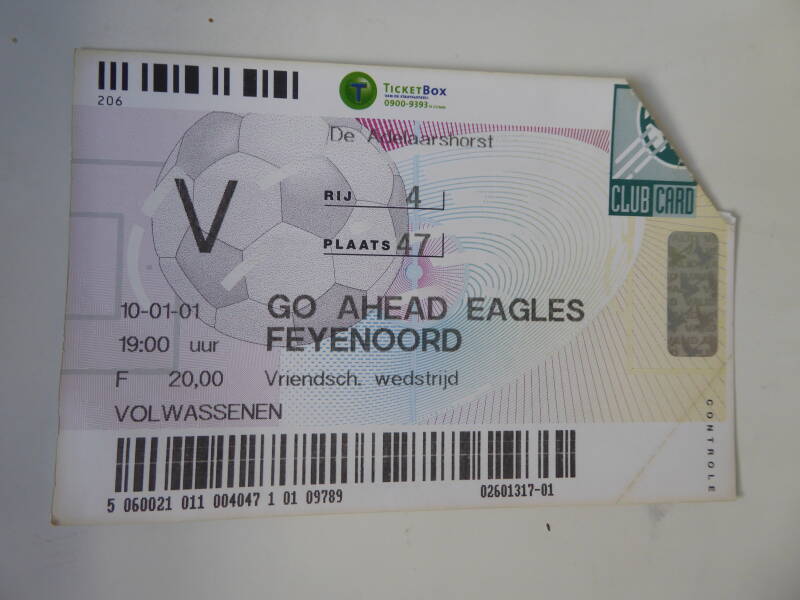 206
TICKETBOX
0900-9393
De Adelaarshorst
CLUB CARD
V
RIJ 4
PLAATS 47
10-01-01 GO AHEAD EAGLES
19:00 uur FEYENOORD
F 20,00 Vriendsch. wedstrijd
VOLWASSENEN
CONTROLE
5 060021 011 004047 1 01 09789
02601317-01